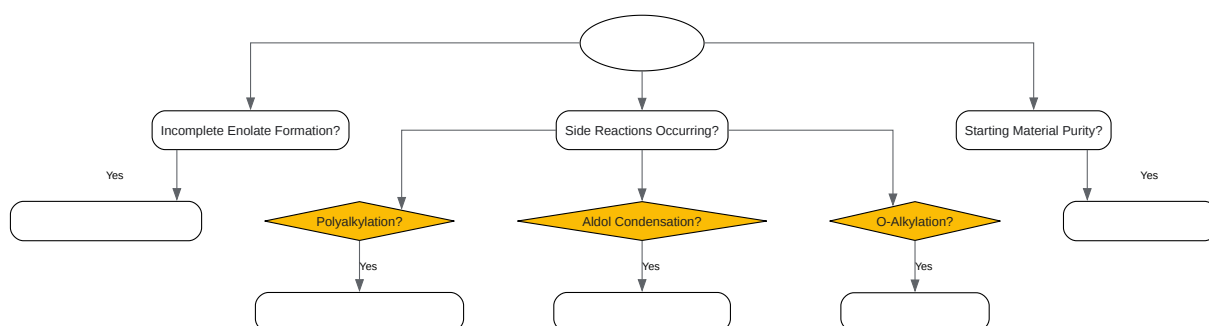 Incomplete Enolate Formation?
Side Reactions Occurring?
Starting Material Purity?
Yes
Yes
Polyalkylation?
Aldol Condensation?
O-Alkylation?
Yes
Yes
Yes